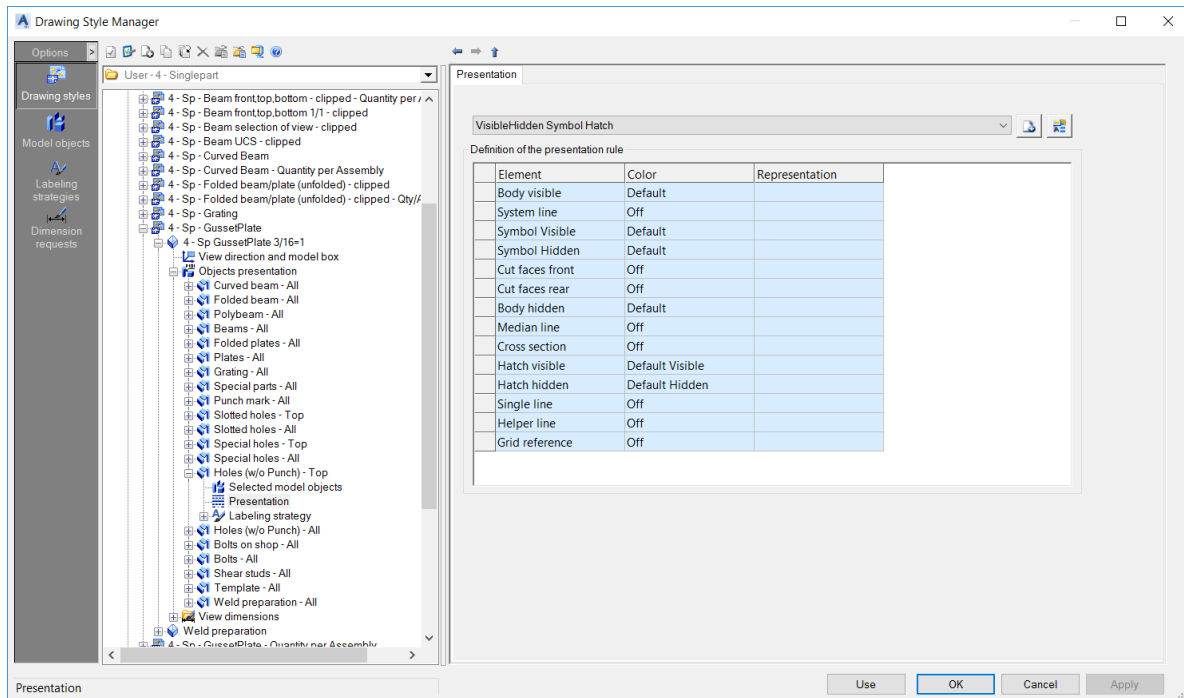 Drawing Style Manager
Options >
Drawing styles
Model objects
Labeling
strategies
Dimension
requests
User - 4 - Singlepart
4 - Sp - Beam front,top,bottom - clipped - Quantity per
4 - Sp - Beam front,top,bottom 1/1 - clipped
4 - Sp - Beam selection of view - clipped
4 - Sp - Beam UCS - clipped
4 - Sp - Curved Beam
4 - Sp - Curved Beam - Quantity per Assembly
4 - Sp - Folded beam/plate (unfolded) - clipped
4 - Sp - Folded beam/plate (unfolded) - clipped - Qty/A
4 - Sp - Grating
4 - Sp - GussetPlate
4 - Sp GussetPlate 3/16=1
View direction and model box
Objects presentation
Curved beam - All
Folded beam - All
Polybeam - All
Beams - All
Folded plates - All
Plates - All
Grating - All
Special parts - All
Punch mark - All
Slotted holes - Top
Slotted holes - All
Special holes - Top
Special holes - All
Holes (w/o Punch) - Top
Selected model objects
Presentation
Labeling strategy
Holes (w/o Punch) - All
Bolts on shop - All
Bolts - All
Shear studs - All
Template - All
Weld preparation - All
View dimensions
Weld preparation
4 - Sp - GussetPlate - Quantity per Assembly
Presentation
VisibleHidden Symbol Hatch
Definition of the presentation rule
Element Color Representation
Body visible Default
System line Off
Symbol Visible Default
Symbol Hidden Default
Cut faces front Off
Cut faces rear Off
Body hidden Default
Median line Off
Cross section Off
Hatch visible Default Visible
Hatch hidden Default Hidden
Single line Off
Helper line Off
Grid reference Off
Presentation
Use OK Cancel Apply